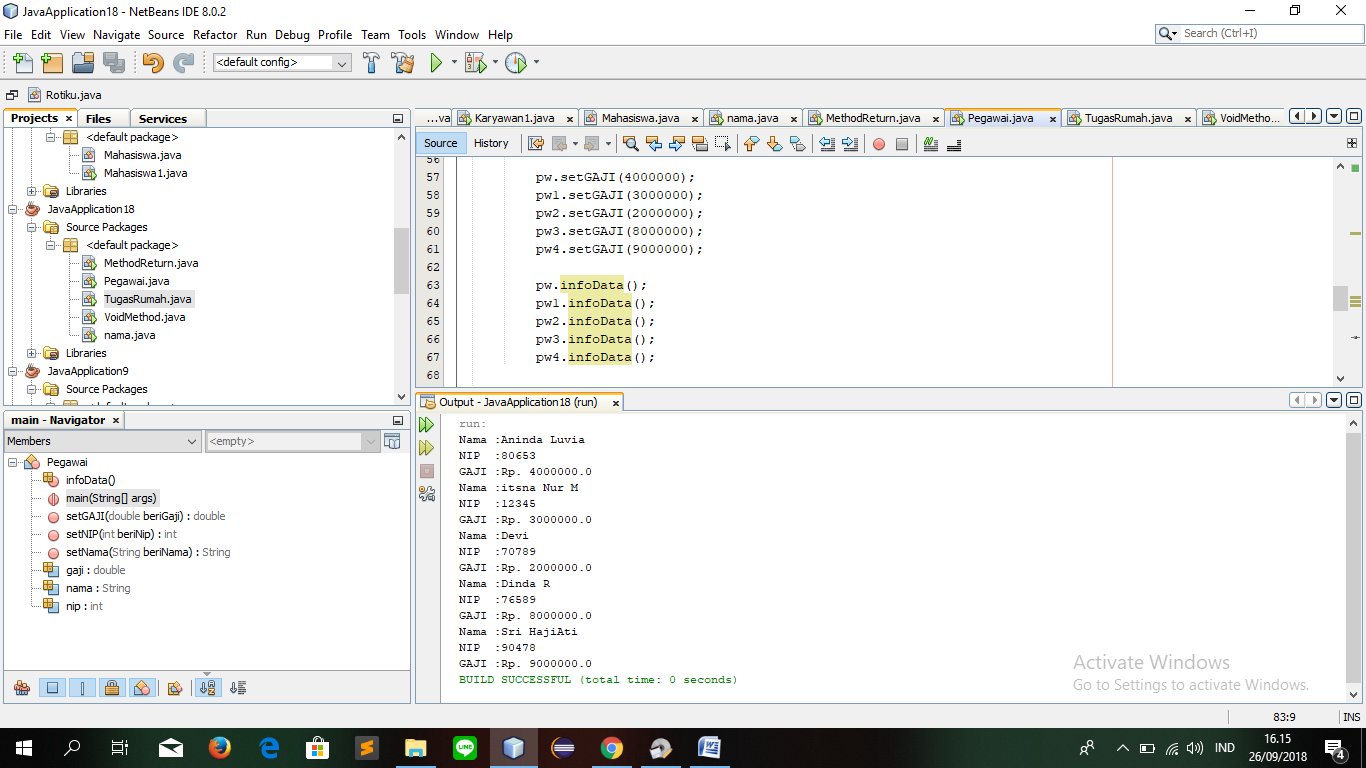 JavaApplication18 - NetBeans IDE 8.0.2
File Edit View Navigate Source Refactor Run Debug Profile Team Tools Window Help
Search (Ctrl+I)
<default config>
Rotiku.java
Projects Files Services
<default package>
Mahasiswa.java
Mahasiswa1.java
Libraries
JavaApplication18
Source Packages
<default package>
MethodReturn.java
Pegawai.java
TugasRumah.java
VoidMethod.java
nama.java
Libraries
JavaApplication9
Source Packages
main - Navigator
Members <empty>
Pegawai
infoData()
main(String[] args)
setGAJI(double beriGaji) : double
setNIP(int beriNip) : int
setNama(String beriNama) : String
gaji : double
nama : String
nip : int
...va Karyawan1.java Mahasiswa.java nama.java MethodReturn.java Pegawai.java TugasRumah.java VoidMetho...
Source History
56
57 pw.setGAJI(4000000);
58 pw1.setGAJI(3000000);
59 pw2.setGAJI(2000000);
60 pw3.setGAJI(8000000);
61 pw4.setGAJI(9000000);
62
63 pw.infoData();
64 pw1.infoData();
65 pw2.infoData();
66 pw3.infoData();
67 pw4.infoData();
68
Output - JavaApplication18 (run)
run:
Nama :Aninda Luvia
NIP :80653
GAJI :Rp. 4000000.0
Nama :itsna Nur M
NIP :12345
GAJI :Rp. 3000000.0
Nama :Devi
NIP :70789
GAJI :Rp. 2000000.0
Nama :Dinda R
NIP :76589
GAJI :Rp. 8000000.0
Nama :Sri HajiAti
NIP :90478
GAJI :Rp. 9000000.0
BUILD SUCCESSFUL (total time: 0 seconds)
Activate Windows
Go to Settings to activate Windows.
83:9 INS
IND
16.15
26/09/2018
4